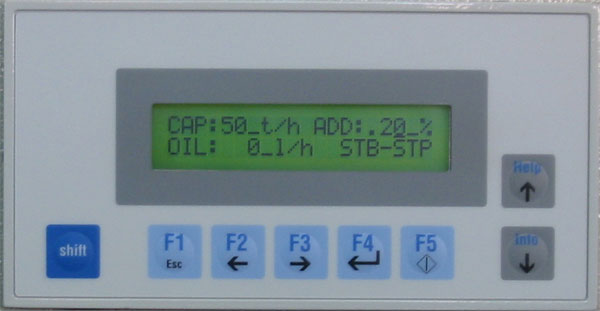 CAP:50_t/h ADD:.20_%
OIL: 0_l/h STB-STP
Help
shift
F1
Esc
F2
F3
F4
F5
Info